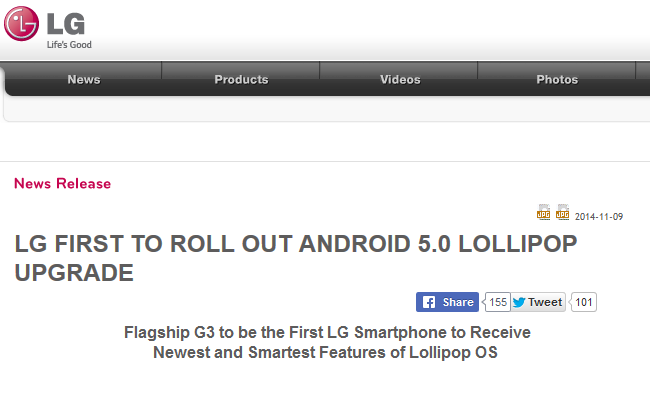 LG
Life's Good
News Products Videos Photos
News Release
2014-11-09
LG FIRST TO ROLL OUT ANDROID 5.0 LOLLIPOP
UPGRADE
Share 155 Tweet 101
Flagship G3 to be the First LG Smartphone to Receive
Newest and Smartest Features of Lollipop OS